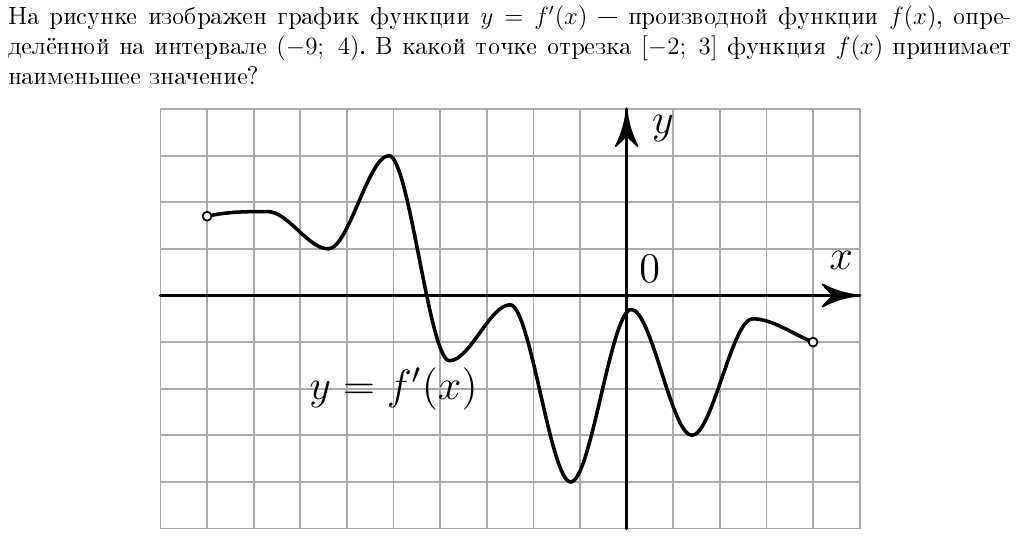 На рисунке изображен график функции y = f′(x) — производной функции f(x), опре-
делённой на интервале (−9; 4). В какой точке отрезка [−2; 3] функция f(x) принимает
наименьшее значение?
y
0
x
y = f′(x)